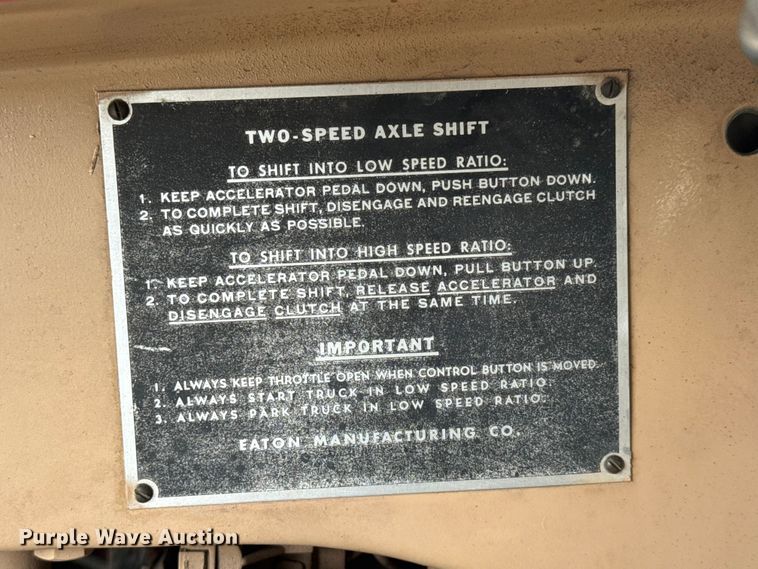 TWO-SPEED AXLE SHIFT
TO SHIFT INTO LOW SPEED RATIO:
1. KEEP ACCELERATOR PEDAL DOWN, PUSH BUTTON DOWN.
2. TO COMPLETE SHIFT, DISENGAGE AND REENGAGE CLUTCH
AS QUICKLY AS POSSIBLE.
TO SHIFT INTO HIGH SPEED RATIO:
1. KEEP ACCELERATOR PEDAL DOWN, PULL BUTTON UP
2. TO COMPLETE SHIFT, RELEASE ACCELERATOR AND
DISENGAGE CLUTCH AT THE SAME TIME.
IMPORTANT
1. ALWAYS KEEP THROTTLE OPEN WHEN CONTROL BUTTON IS MOVED.
2. ALWAYS START TRUCK IN LOW SPEED RATIO.
3. ALWAYS PARK TRUCK IN LOW SPEED RATIO.
EATON MANUFACTURING CO.
Purple Wave Auction
purplewave.com